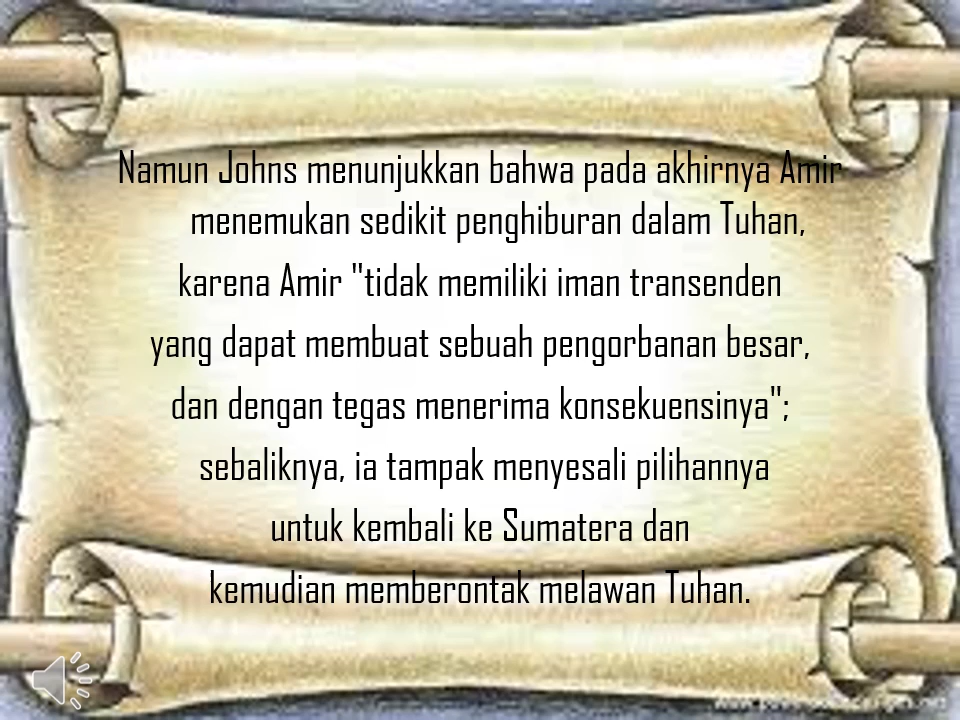 Namun Johns menunjukkan bahwa pada akhirnya Amir
menemukan sedikit penghiburan dalam Tuhan,
karena Amir "tidak memiliki iman transenden
yang dapat membuat sebuah pengorbanan besar,
dan dengan tegas menerima konsekuensinya";
sebaliknya, ia tampak menyesali pilihannya
untuk kembali ke Sumatera dan
kemudian memberontak melawan Tuhan.